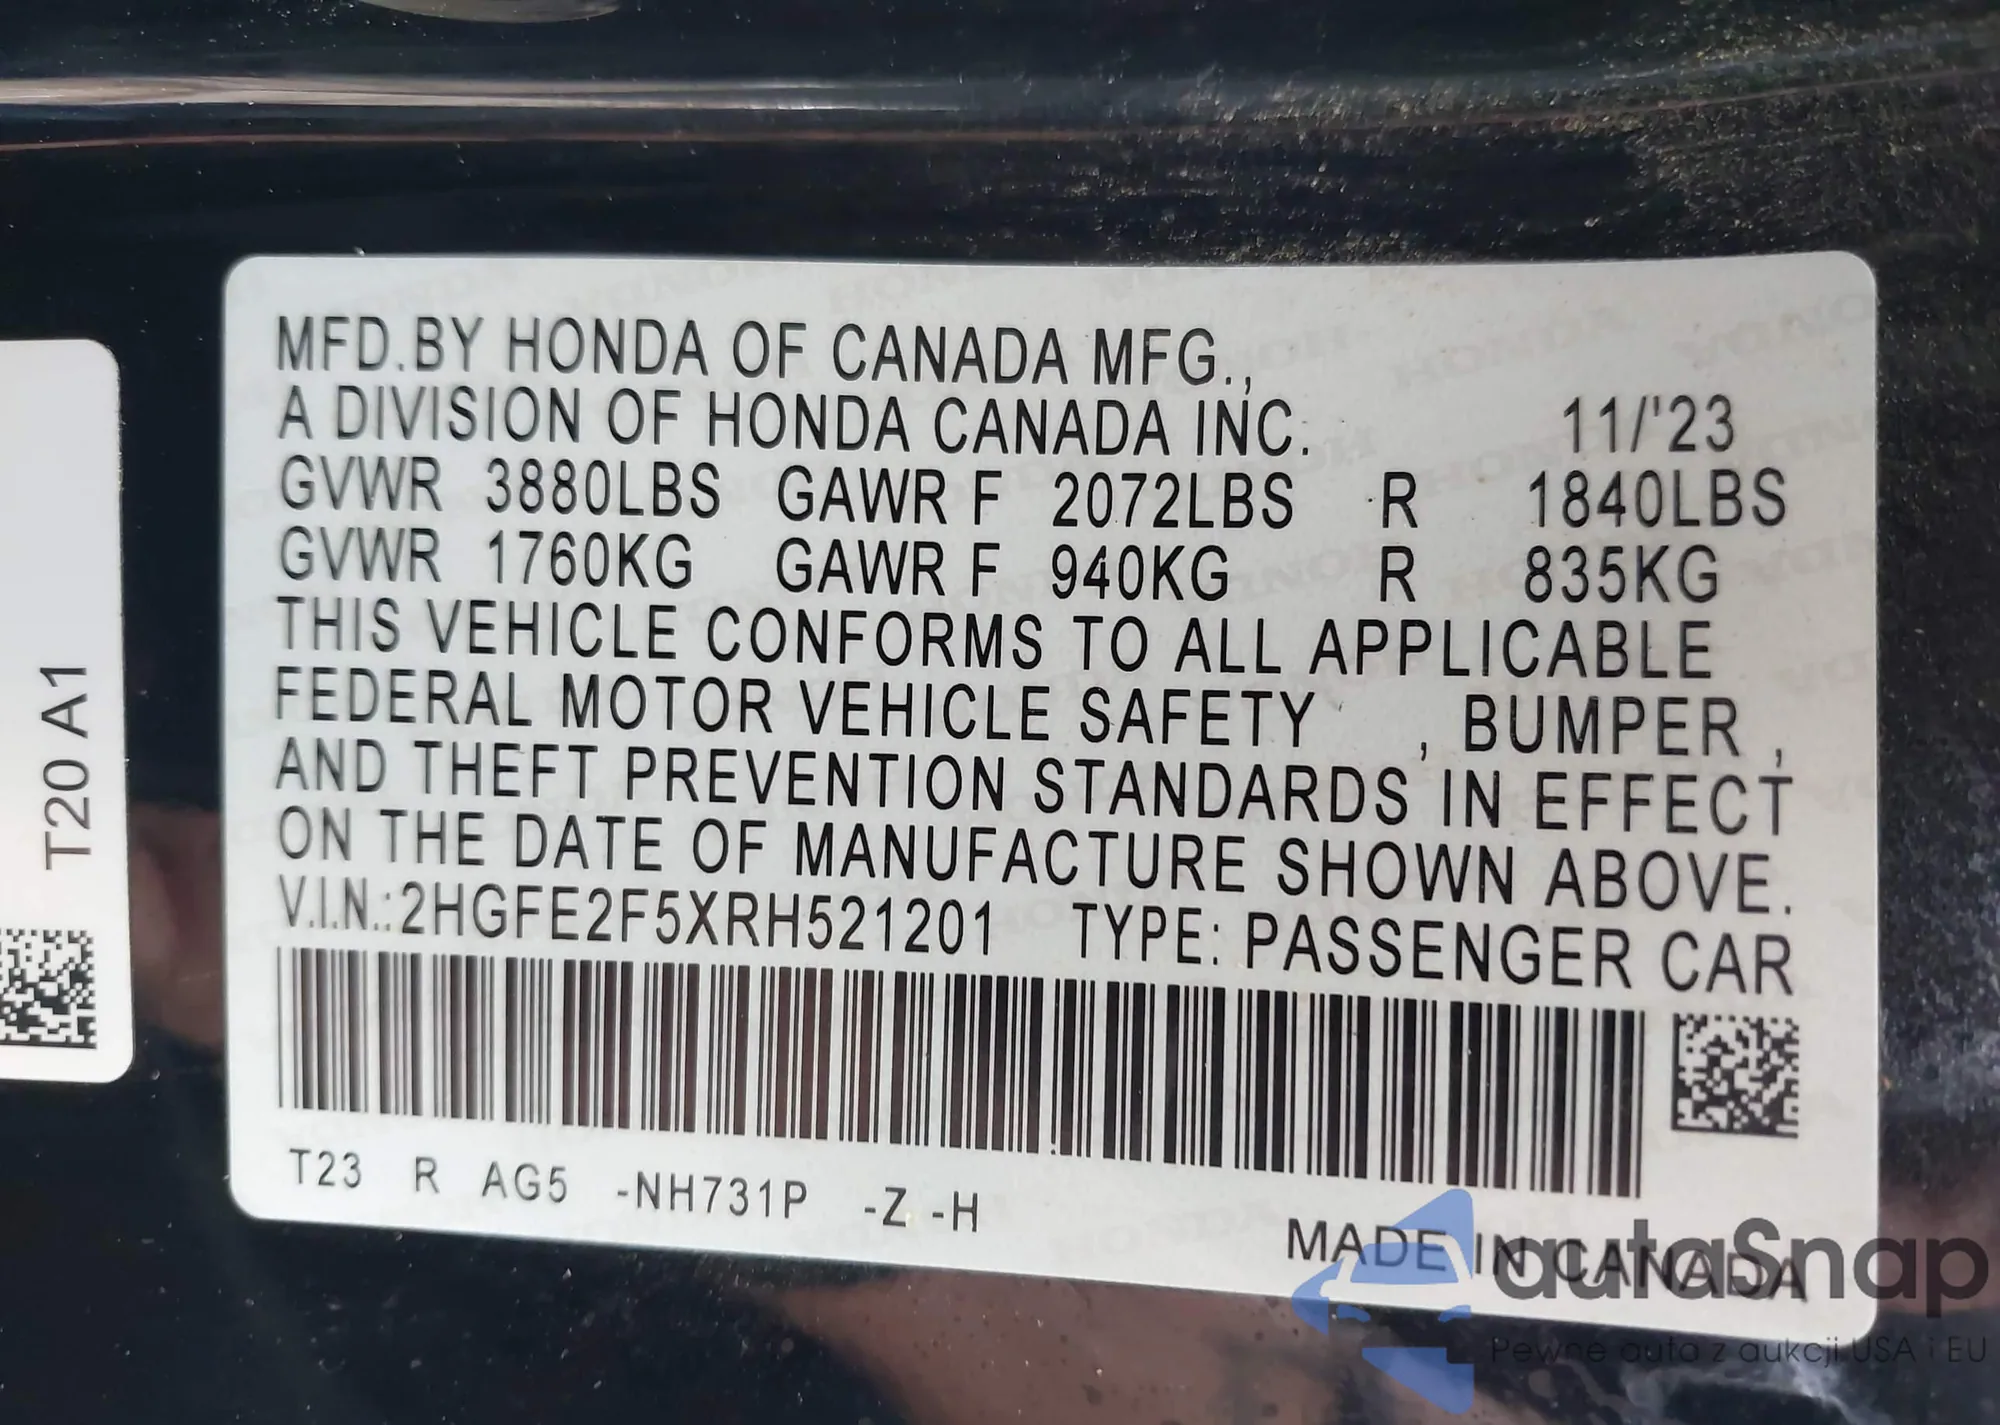 MFD.BY HONDA OF CANADA MFG.,
A DIVISION OF HONDA CANADA INC. 11/'23
GVWR 3880LBS GAWR F 2072LBS R 1840LBS
GVWR 1760KG GAWR F 940KG R 835KG
THIS VEHICLE CONFORMS TO ALL APPLICABLE
FEDERAL MOTOR VEHICLE SAFETY , BUMPER ,
AND THEFT PREVENTION STANDARDS IN EFFECT
ON THE DATE OF MANUFACTURE SHOWN ABOVE.
V.I.N.:2HGFE2F5XRH521201 TYPE: PASSENGER CAR
T23 R AG5 -NH731P -Z -H
MADE IN CANADA
T20 A1
autaSnap
Pewne auta z aukcji USA i EU